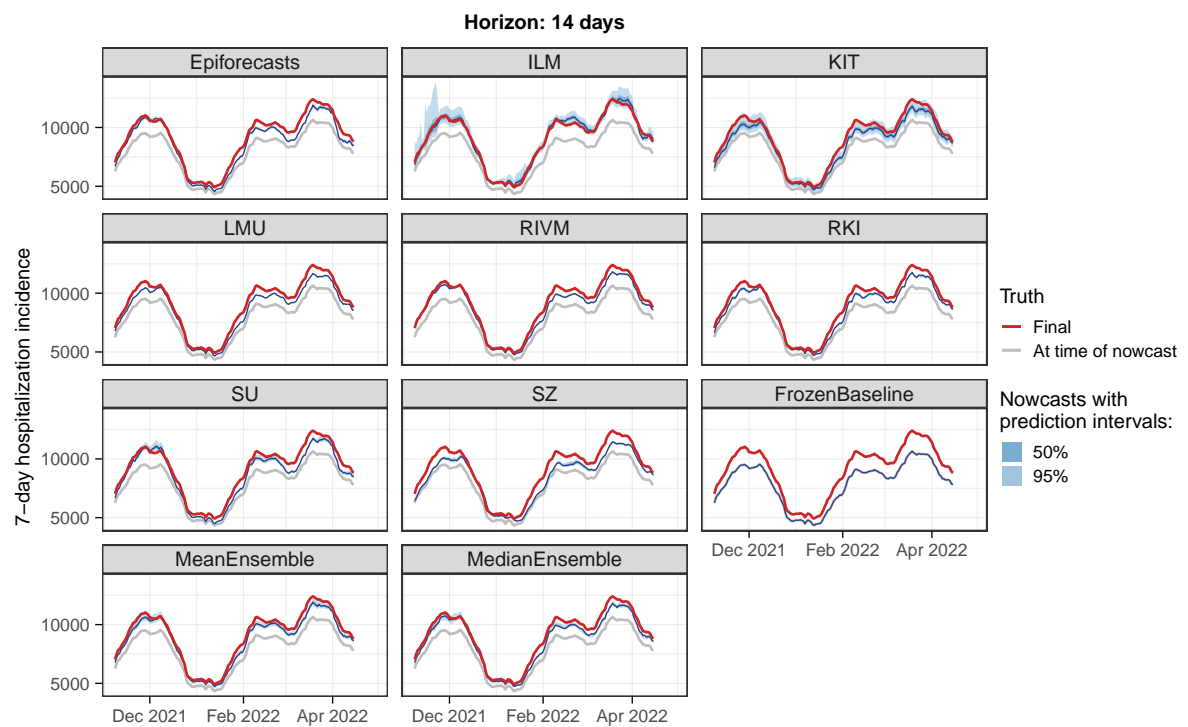 Horizon: 14 days
Epiforecasts
ILM
KIT
10000
5000
LMU
RIVM
RKI
10000
5000
SU
SZ
FrozenBaseline
10000
5000
Dec 2021
Feb 2022
Apr 2022
MeanEnsemble
MedianEnsemble
10000
5000
Dec 2021
Feb 2022
Apr 2022
Dec 2021
Feb 2022
Apr 2022
7−day hospitalization incidence
Truth
Final
At time of nowcast
Nowcasts with
prediction intervals:
50%
95%